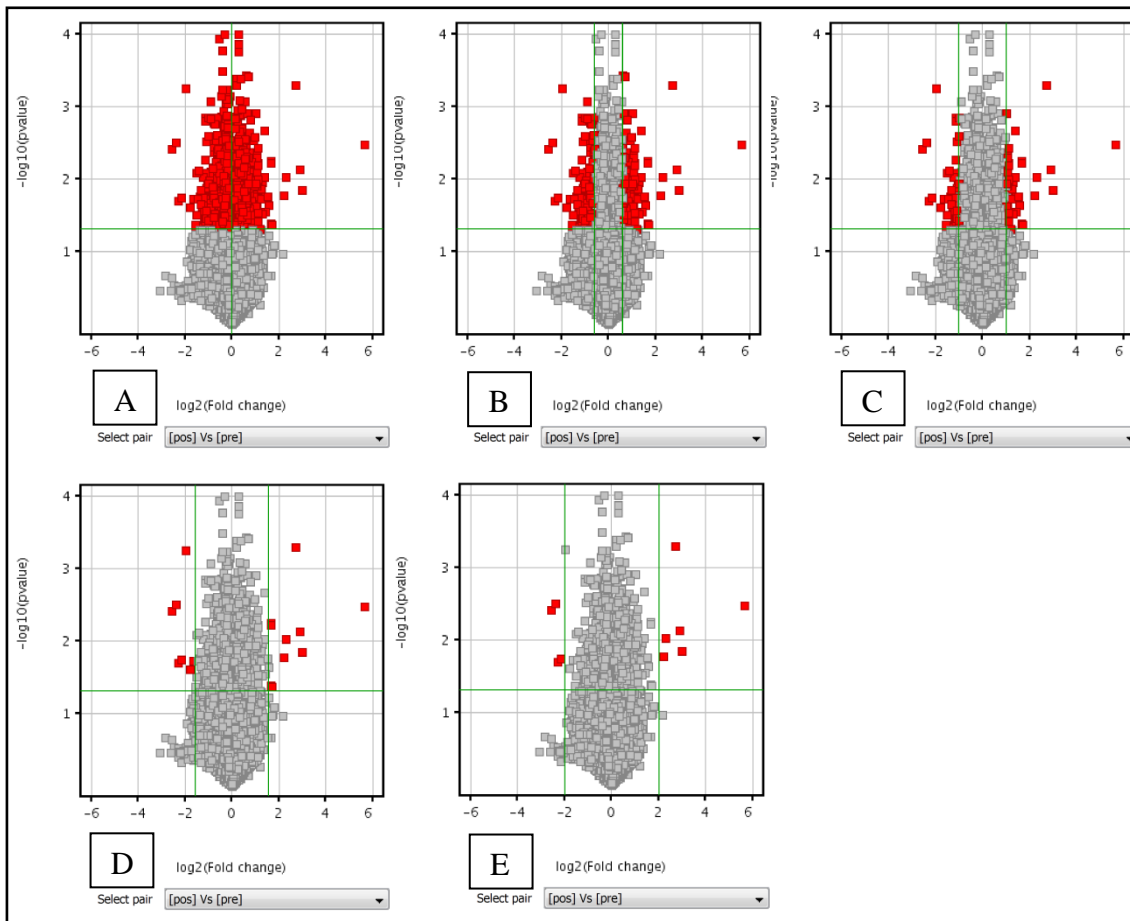 -log10(pvalue)
4
3
2
1
-6 -4 -2 0 2 4 6
A
log2(Fold change)
Select pair [pos] Vs [pre]
-log10(pvalue)
4
3
2
1
-6 -4 -2 0 2 4 6
B
log2(Fold change)
Select pair [pos] Vs [pre]
-log10(pvalue)
4
3
2
1
-6 -4 -2 0 2 4 6
C
log2(Fold change)
Select pair [pos] Vs [pre]
-log10(pvalue)
4
3
2
1
-6 -4 -2 0 2 4 6
D
log2(Fold change)
Select pair [pos] Vs [pre]
-log10(pvalue)
4
3
2
1
-6 -4 -2 0 2 4 6
E
log2(Fold change)
Select pair [pos] Vs [pre]